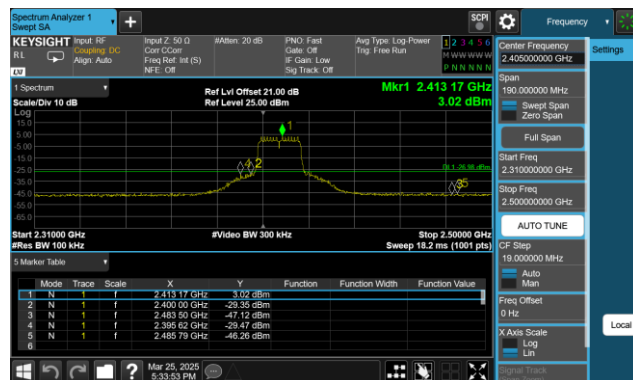 Spectrum Analyzer 1
Swept SA
SCPI
Frequency
KEYSIGHT
RL
LXI
Input: RF
Coupling: DC
Align: Auto
Input Z: 50 Ω
Corr CCorr
Freq Ref: Int (S)
NFE: Off
#Atten: 20 dB
PNO: Fast
Gate: Off
IF Gain: Low
Sig Track: Off
Avg Type: Log-Power
Trig: Free Run
1 2 3 4 5 6
M W W W W W
P N N N N N
1 Spectrum
Scale/Div 10 dB
Log
Ref Lvl Offset 21.00 dB
Ref Level 25.00 dBm
Mkr1 2.413 17 GHz
3.02 dBm
15.0
5.00
-5.00
-15.0
-25.0
-35.0
-45.0
-55.0
-65.0
1
2
5
DL1 -26.98 dBm
Start 2.31000 GHz
#Video BW 300 kHz
Stop 2.50000 GHz
#Res BW 100 kHz
Sweep 18.2 ms (1001 pts)
5 Marker Table
Mode Trace Scale X Y Function Function Width Function Value
1 N 1 f 2.413 17 GHz 3.02 dBm
2 N 1 f 2.400 00 GHz -29.35 dBm
3 N 1 f 2.483 50 GHz -47.12 dBm
4 N 1 f 2.395 62 GHz -29.47 dBm
5 N 1 f 2.485 79 GHz -46.26 dBm
6
Mar 25, 2025
5:33:53 PM
Center Frequency
2.405000000 GHz
Settings
Span
190.000000 MHz
Swept Span
Zero Span
Full Span
Start Freq
2.310000000 GHz
Stop Freq
2.500000000 GHz
AUTO TUNE
CF Step
19.000000 MHz
Auto
Man
Freq Offset
0 Hz
X Axis Scale
Log
Lin
Local
Signal Track